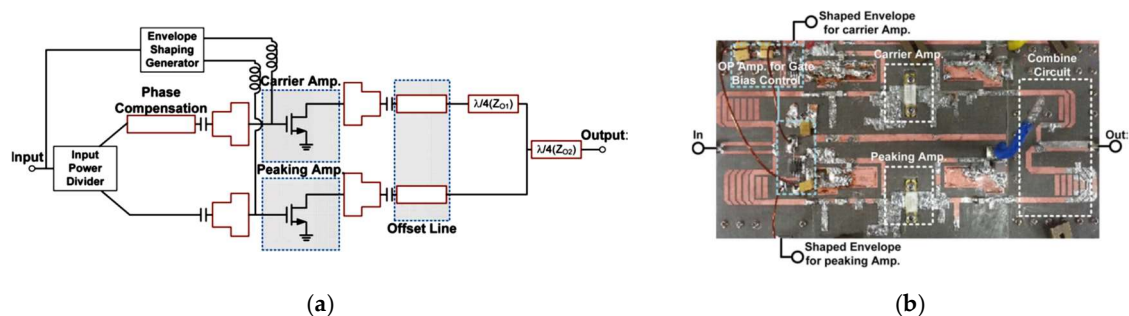 Envelope
Shaping
Generator
Phase
Compensation
Carrier Amp.
λ/4(ZO1)
Input
Input
Power
Divider
Output:
λ/4(ZO2)
Peaking Amp.
Offset Line
(a)
Shaped Envelope
for carrier Amp.
OP Amp. for Gate
Bias Control
Carrier Amp.
Combine
Circuit
In
Out:
Peaking Amp.
Shaped Envelope
for peaking Amp.
(b)